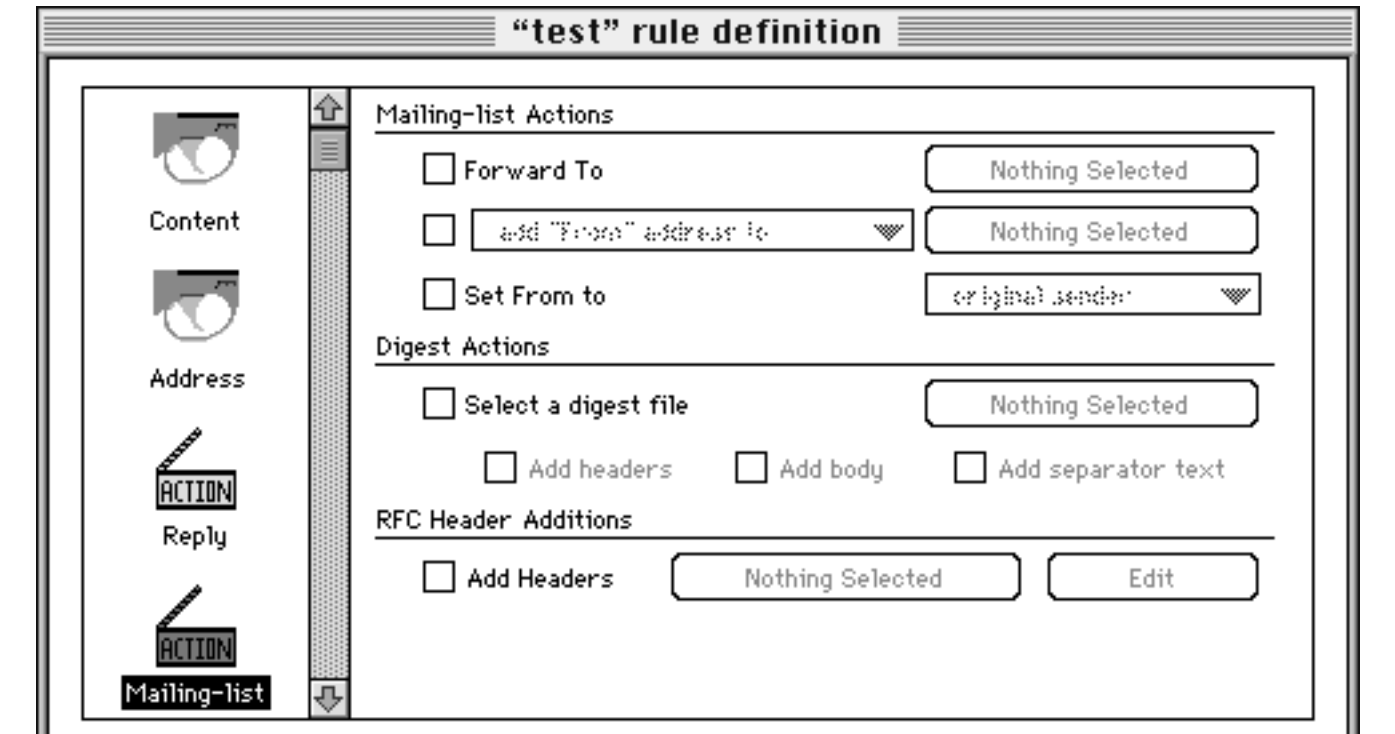 “test” rule definition
Content
Address
ACTION
Reply
ACTION
Mailing-list
Mailing-list Actions
Forward To
Nothing Selected
add "From" address to
Nothing Selected
Set From to
original sender
Digest Actions
Select a digest file
Nothing Selected
Add headers
Add body
Add separator text
RFC Header Additions
Add Headers
Nothing Selected
Edit